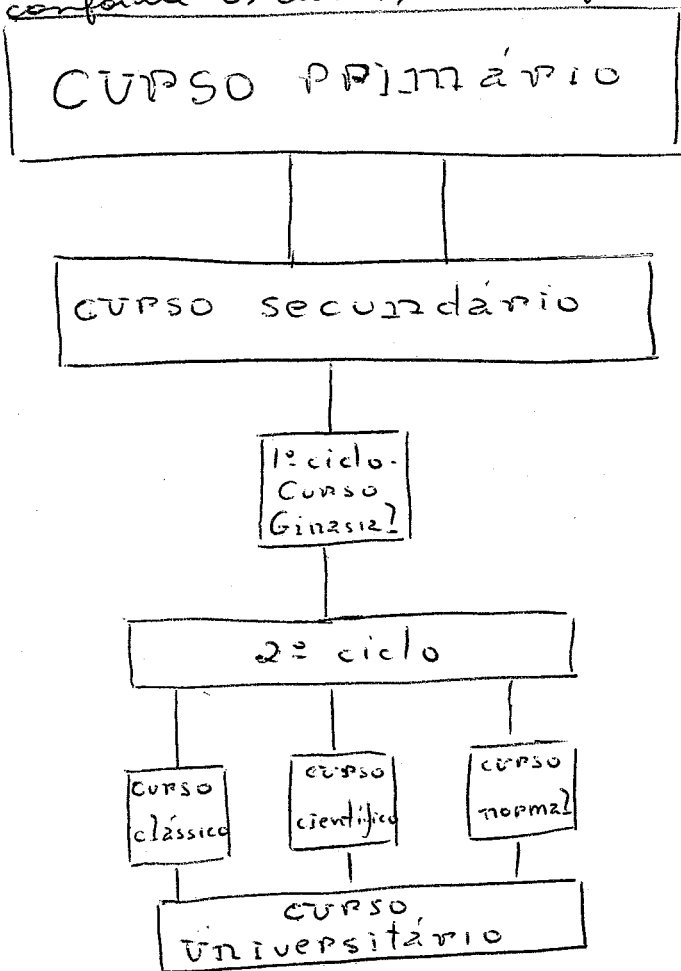 CURSO PRIMáRIO
CURSO secundário
1º ciclo.
Curso
Ginasial
2º ciclo
CURSO
clássico
CURSO
científico
CURSO
normal
CURSO
UNIVERSITÁRIO